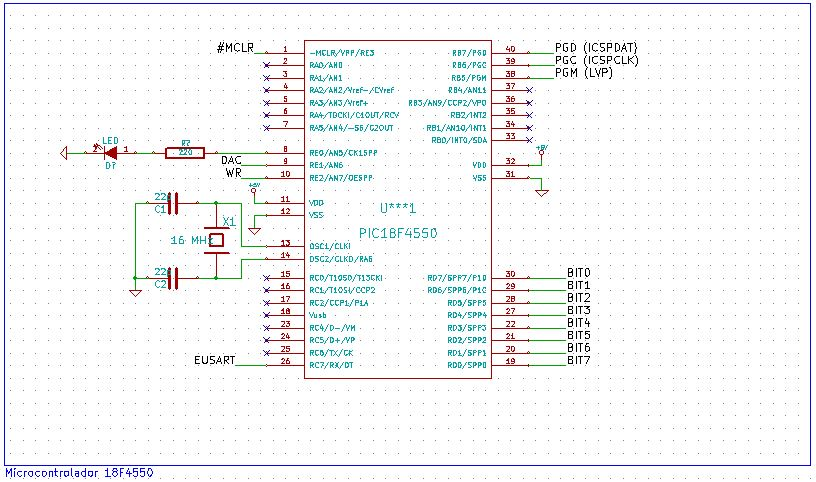 #MCLR
1 -MCLR/VPP/RE3
2 RA0/AN0
3 RA1/AN1
4 RA2/AN2/Vref-/CVref
5 RA3/AN3/Vref+
6 RA4/T0CKI/C1OUT/RCV
7 RA5/AN4/-SS/C2OUT
LED
2 1
D?
R?
220
8 RE0/AN5/CK1SPP
DAC 9 RE1/AN6
WR 10 RE2/AN7/OESPP
+5V
11 VDD
12 VSS
22p
C1
X1
16 MHz
22p
C2
13 OSC1/CLKI
14 OSC2/CLKO/RA6
15 RC0/T1OSO/T13CKI
16 RC1/T1OSI/CCP2
17 RC2/CCP1/P1A
18 Vusb
23 RC4/D-/VM
24 RC5/D+/VP
25 RC6/TX/CK
EUSART 26 RC7/RX/DT
U***1
PIC18F4550
RB7/PGD 40 PGD (ICSPDAT)
RB6/PGC 39 PGC (ICSPCLK)
RB5/PGM 38 PGM (LVP)
RB4/AN11 37
RB3/AN9/CCP2/VPO 36
RB2/INT2 35
RB1/AN10/INT1 34
RB0/INT0/SDA 33
+5V
VDD 32
VSS 31
RD7/SPP7/P1D 30 BIT0
RD6/SPP6/P1C 29 BIT1
RD5/SPP5 28 BIT2
RD4/SPP4 27 BIT3
RD3/SPP3 22 BIT4
RD2/SPP2 21 BIT5
RD1/SPP1 20 BIT6
RD0/SPP0 19 BIT7
Microcontrolador 18F4550